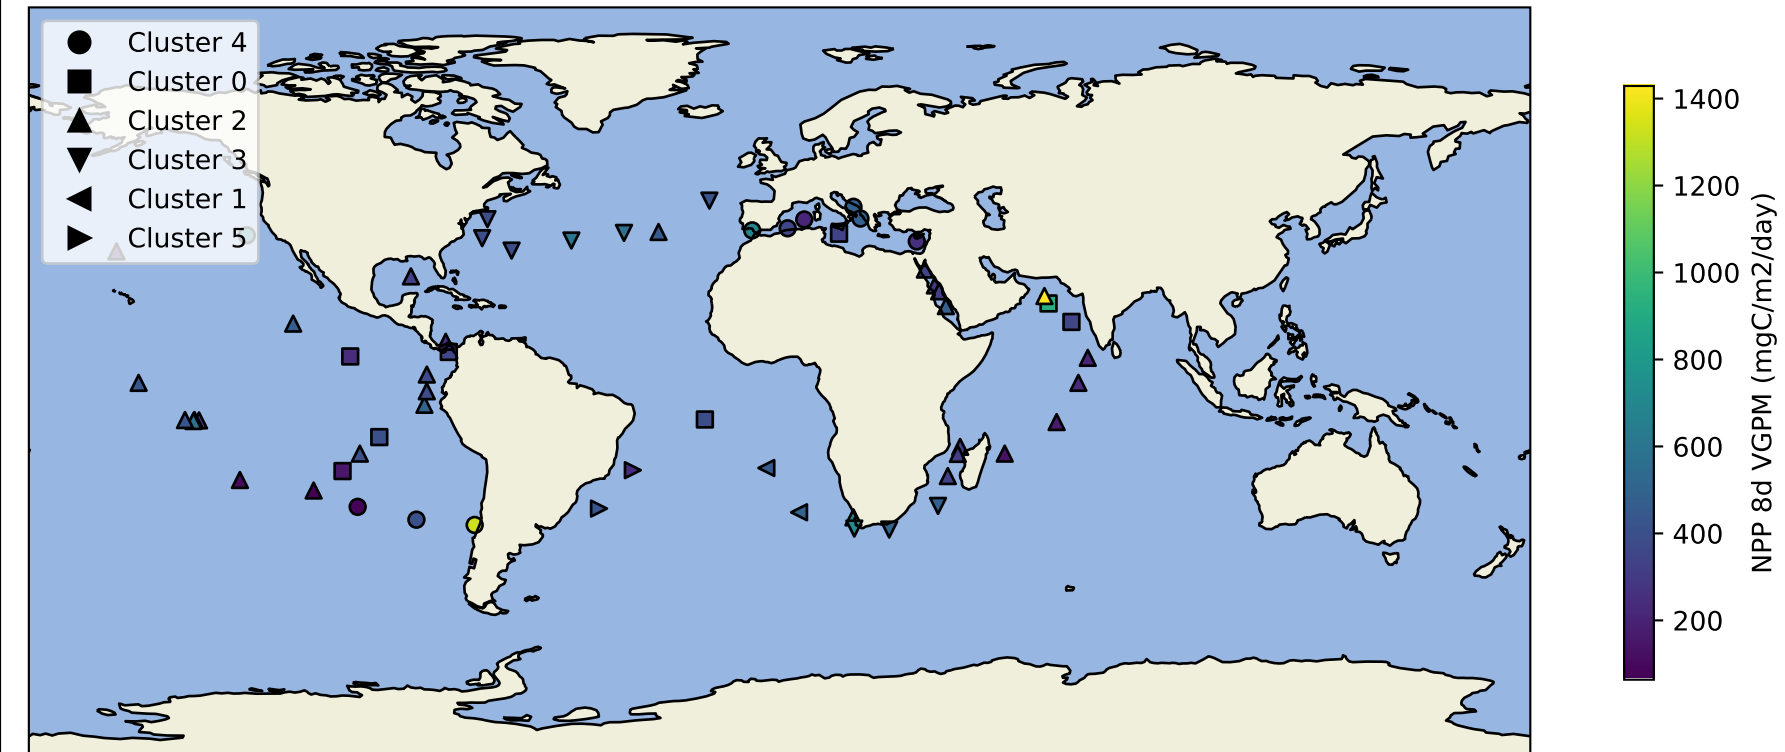 Cluster 4
Cluster 0
Cluster 2
Cluster 3
Cluster 1
Cluster 5
1400
1200
1000
800
600
400
200
NPP 8d VGPM (mgC/m2/day)